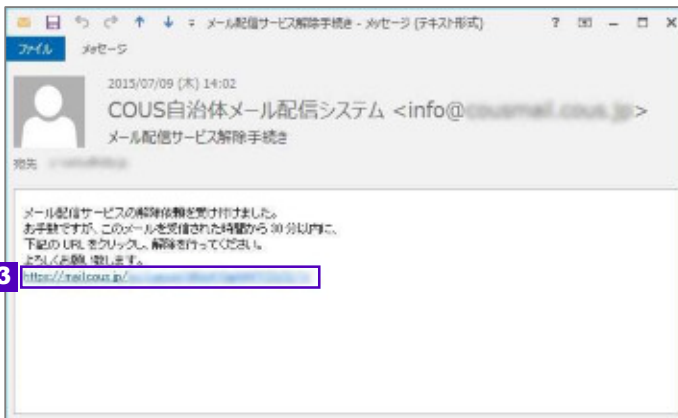 メール配信サービス解除手続き - メッセージ (テキスト形式)
ファイル メッセージ
2015/07/09 (木) 14:02
COUS自治体メール配信システム <info@ >
メール配信サービス解除手続き
宛先
メール配信サービスの解除依頼を受け付けました。
お手数ですが、このメールを受信された時間から 30 分以内に、
下記の URL をクリックし、解除を行ってください。
よろしくお願い致します。
3
https://mail.cous.jp/